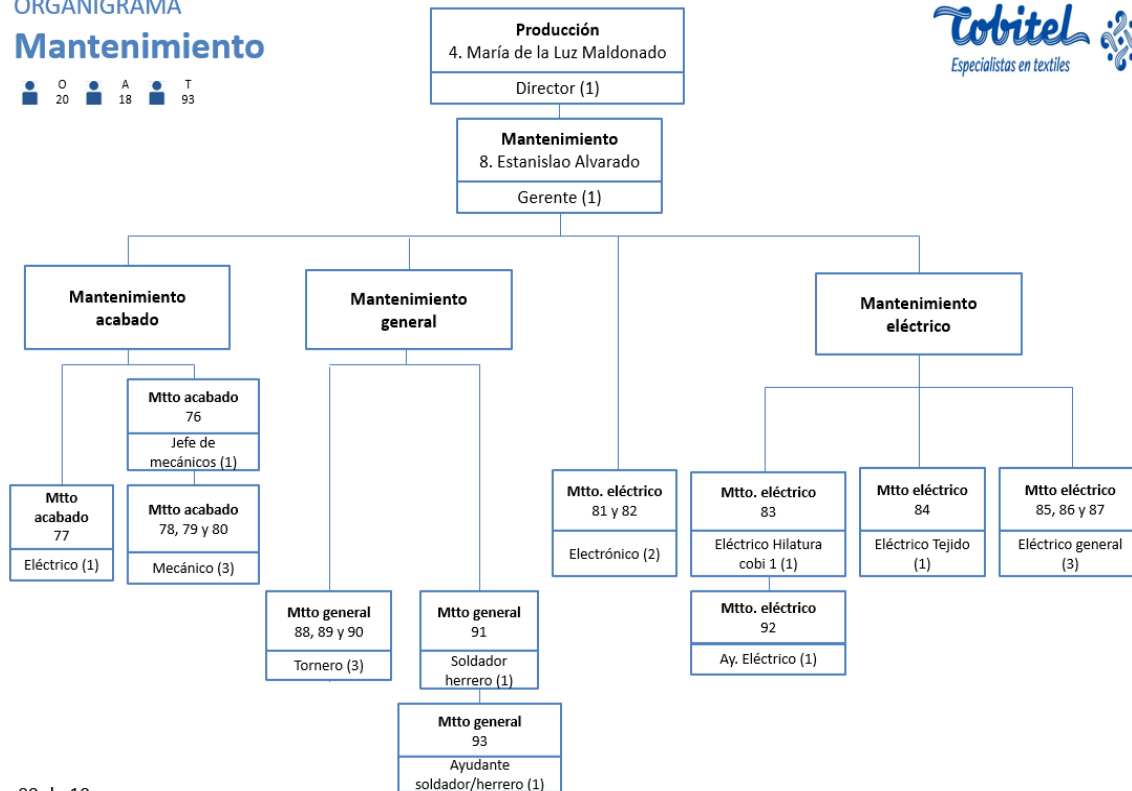 ORGANIGRAMA
Mantenimiento
O
20
A
18
T
93
Cobitel
Especialistas en textiles
Producción
4. María de la Luz Maldonado
Director (1)
Mantenimiento
8. Estanislao Alvarado
Gerente (1)
Mantenimiento
acabado
Mantenimiento
general
Mantenimiento
eléctrico
Mtto acabado
76
Jefe de
mecánicos (1)
Mtto
acabado
77
Eléctrico (1)
Mtto acabado
78, 79 y 80
Mecánico (3)
Mtto. eléctrico
81 y 82
Electrónico (2)
Mtto. eléctrico
83
Eléctrico Hilatura
cobi 1 (1)
Mtto eléctrico
84
Eléctrico Tejido
(1)
Mtto eléctrico
85, 86 y 87
Eléctrico general
(3)
Mtto general
88, 89 y 90
Tornero (3)
Mtto general
91
Soldador
herrero (1)
Mtto. eléctrico
92
Ay. Eléctrico (1)
Mtto general
93
Ayudante
soldador/herrero (1)